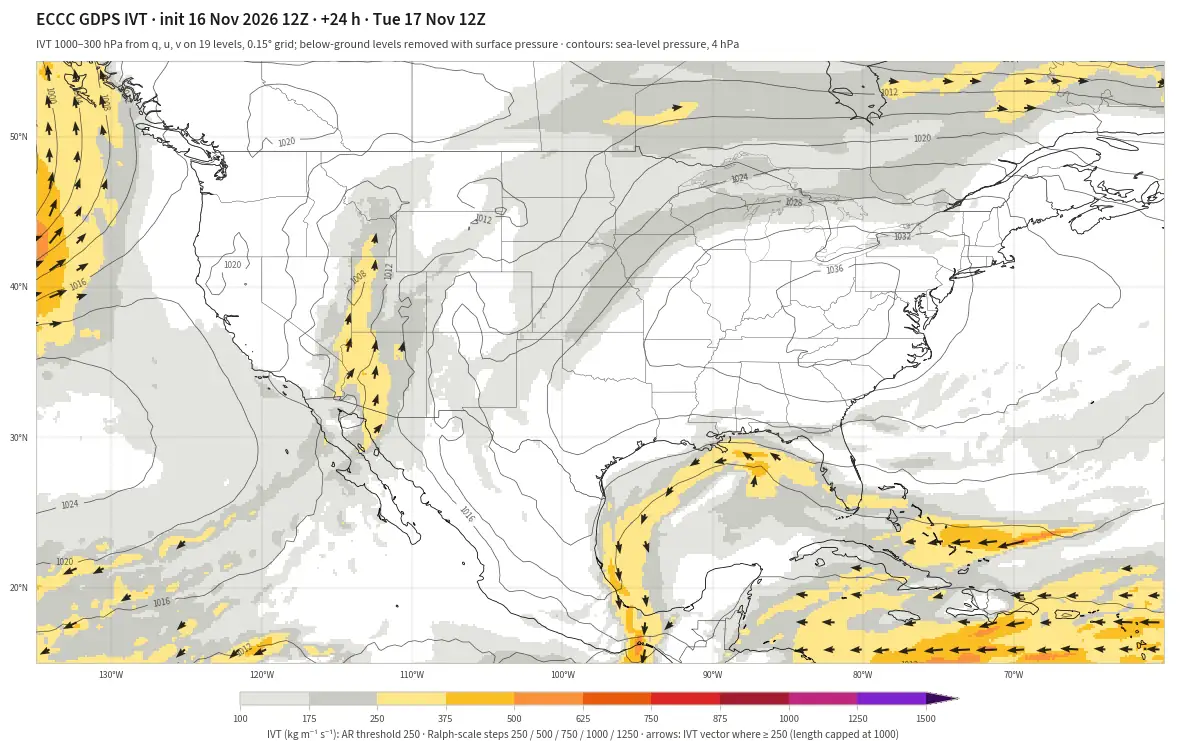 ECCC GDPS IVT · init 16 Nov 2026 12Z · +24 h · Tue 17 Nov 12Z
IVT 1000–300 hPa from q, u, v on 19 levels, 0.15° grid; below-ground levels removed with surface pressure · contours: sea-level pressure, 4 hPa
1012
50°N
1020
1020
1024
1028
1012
1032
1020
1012
1036
1008
1016
40°N
30°N
1024
1016
1020
20°N
1016
1012
130°W 120°W 110°W 100°W 90°W 80°W 70°W
100 175 250 375 500 625 750 875 1000 1250 1500
IVT (kg m⁻¹ s⁻¹): AR threshold 250 · Ralph-scale steps 250 / 500 / 750 / 1000 / 1250 · arrows: IVT vector where ≥ 250 (length capped at 1000)